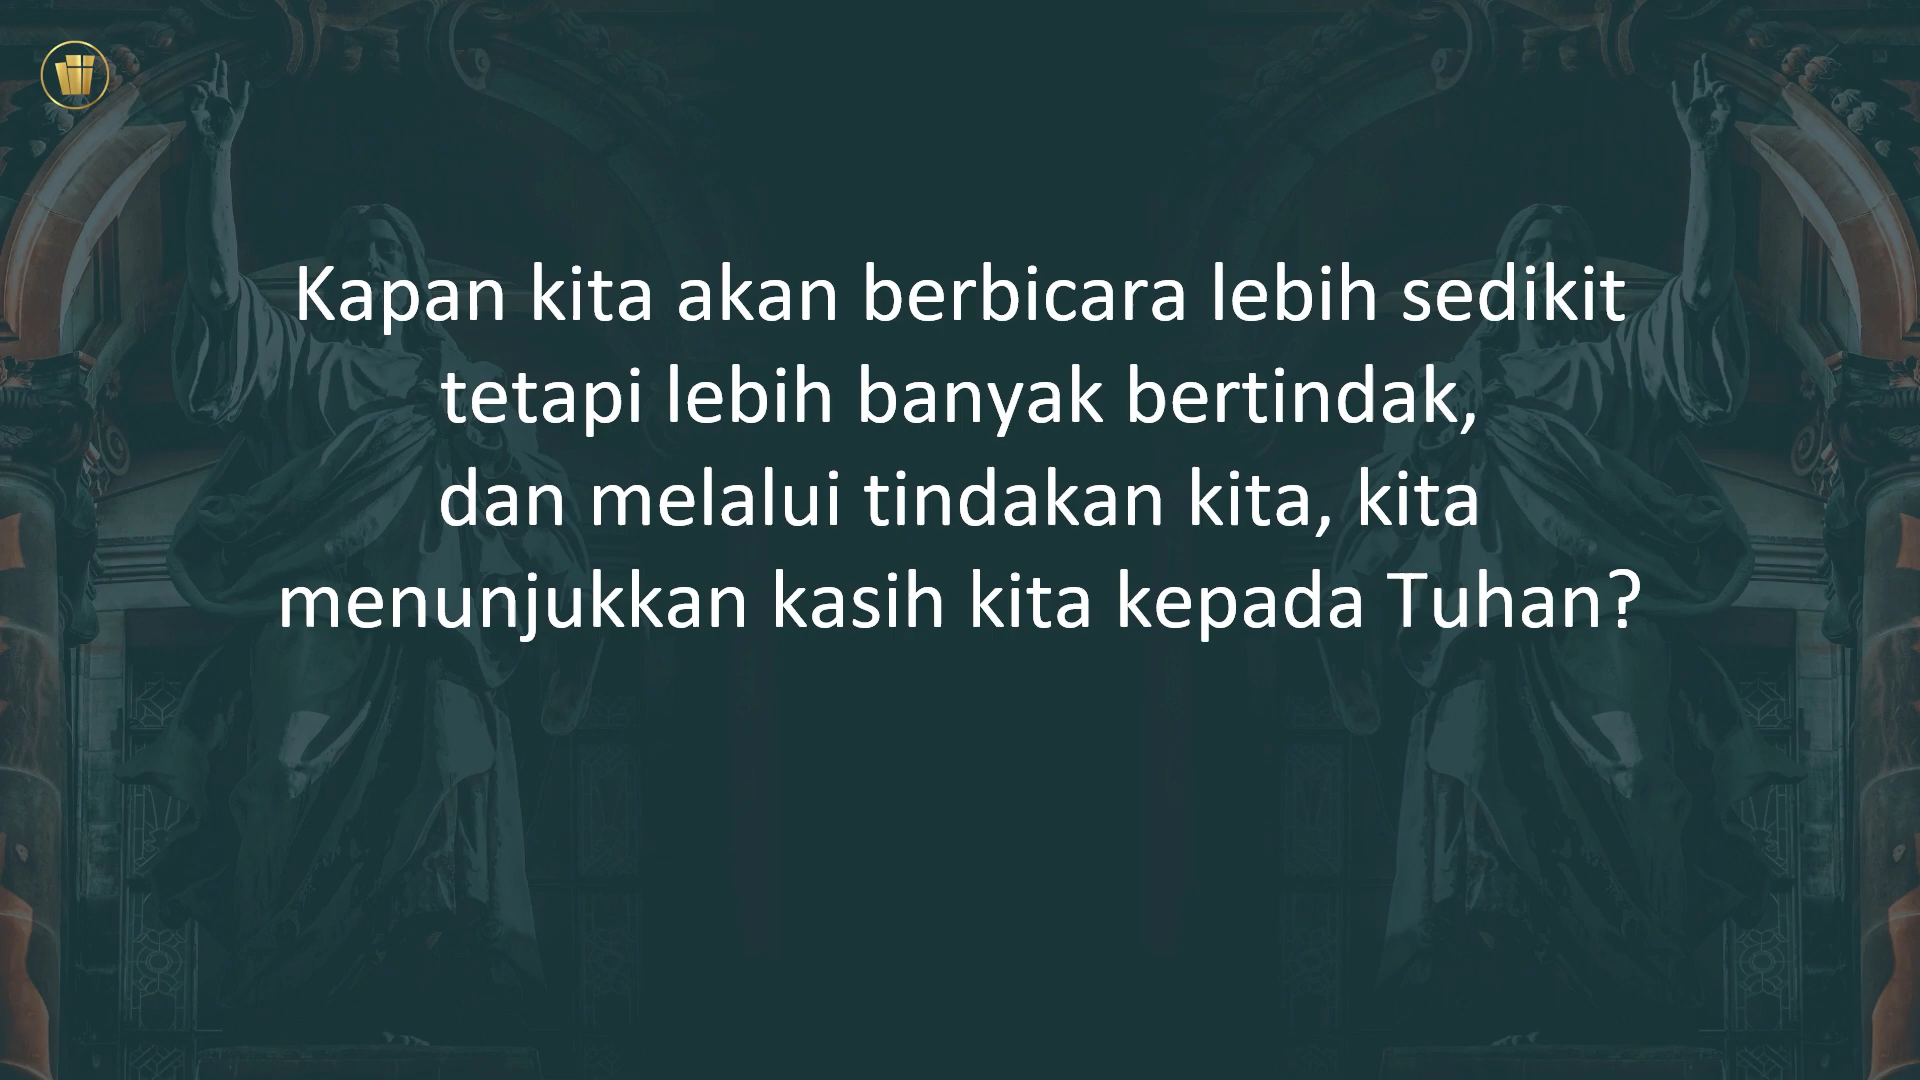 Kapan kita akan berbicara lebih sedikit
tetapi lebih banyak bertindak,
dan melalui tindakan kita, kita
menunjukkan kasih kita kepada Tuhan?